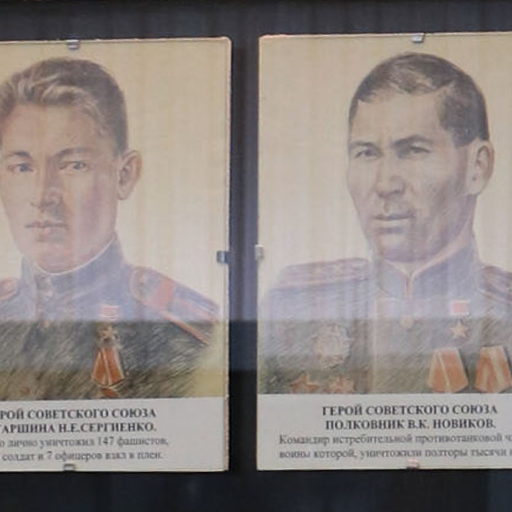 РОЙ СОВЕТСКОГО СОЮЗА
АРШИНА Н.Е.СЕРГИЕНКО.
о лично уничтожил 147 фашистов,
солдат и 7 офицеров взял в плен.
ГЕРОЙ СОВЕТСКОГО СОЮЗА
ПОЛКОВНИК В.К. НОВИКОВ.
Командир истребительной противотанковой ч
воины которой, уничтожили полторы тысячи